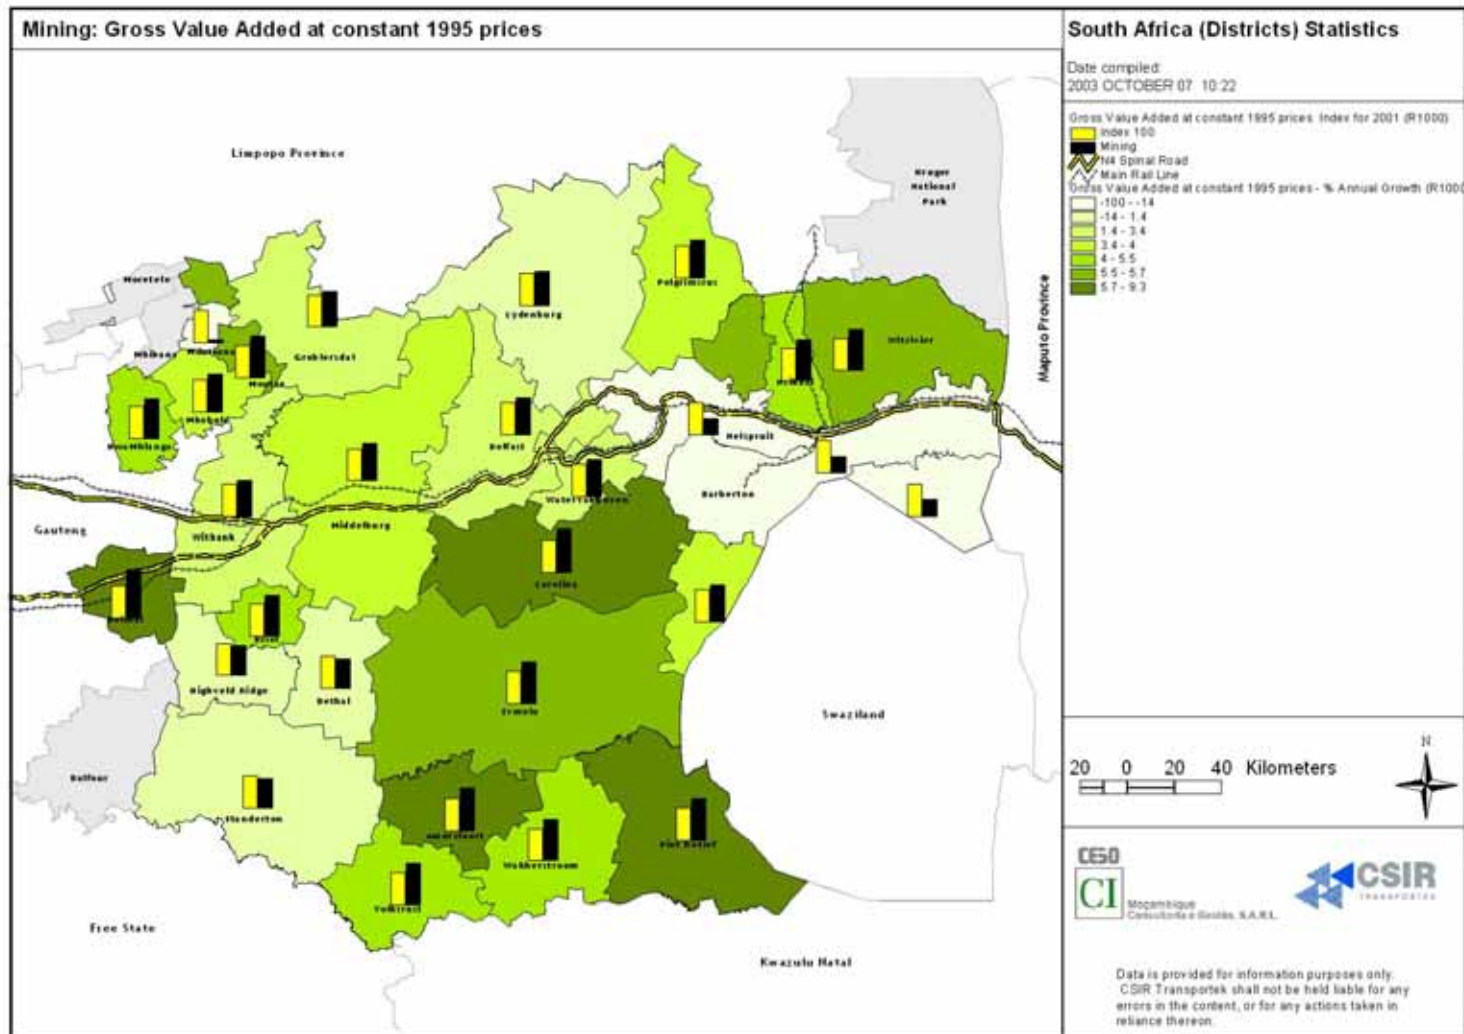 Mining: Gross Value Added at constant 1995 prices
South Africa (Districts) Statistics
Date compiled:
2003 OCTOBER 07 10:22
Gross Value Added at constant 1995 prices Index for 2001 (R1000)
Index 100
Mining
N4 Spinal Road
Main Rail Line
Gross Value Added at constant 1995 prices - % Annual Growth (R1000
-100 - -14
-14 - 1.4
1.4 - 3.4
3.4 - 4
4 - 5.5
5.5 - 5.7
5.7 - 9.3
Limpopo Province
Kruger
National
Park
Maputo Province
Moretele
Pelgrimsrus
Lydenburg
Groblersdal
Mbibana
Belfast
Nelspruit
Barberton
Middelburg
Witbank
Gauteng
Carolina
Highveld Ridge
Bethal
Ermelo
Swaziland
Balfour
Standerton
Wakkerstroom
Free State
Kwazulu Natal
20 0 20 40 Kilometers
N
CESO
CI
Moçambique
CSIR
TRANSPORTEK
Data is provided for information purposes only.
CSIR Transportek shall not be held liable for any
errors in the content, or for any actions taken in
reliance thereon.